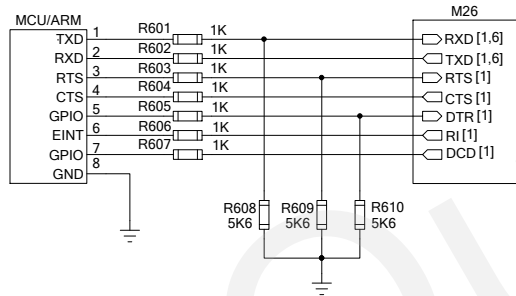 MCU/ARM
M26
TXD 1 R601 1K RXD [1,6]
RXD 2 R602 1K TXD [1,6]
RTS 3 R603 1K RTS [1]
CTS 4 R604 1K CTS [1]
GPIO 5 R605 1K DTR [1]
EINT 6 R606 1K RI [1]
GPIO 7 R607 1K DCD [1]
GND 8
R608 R609 R610
5K6 5K6 5K6